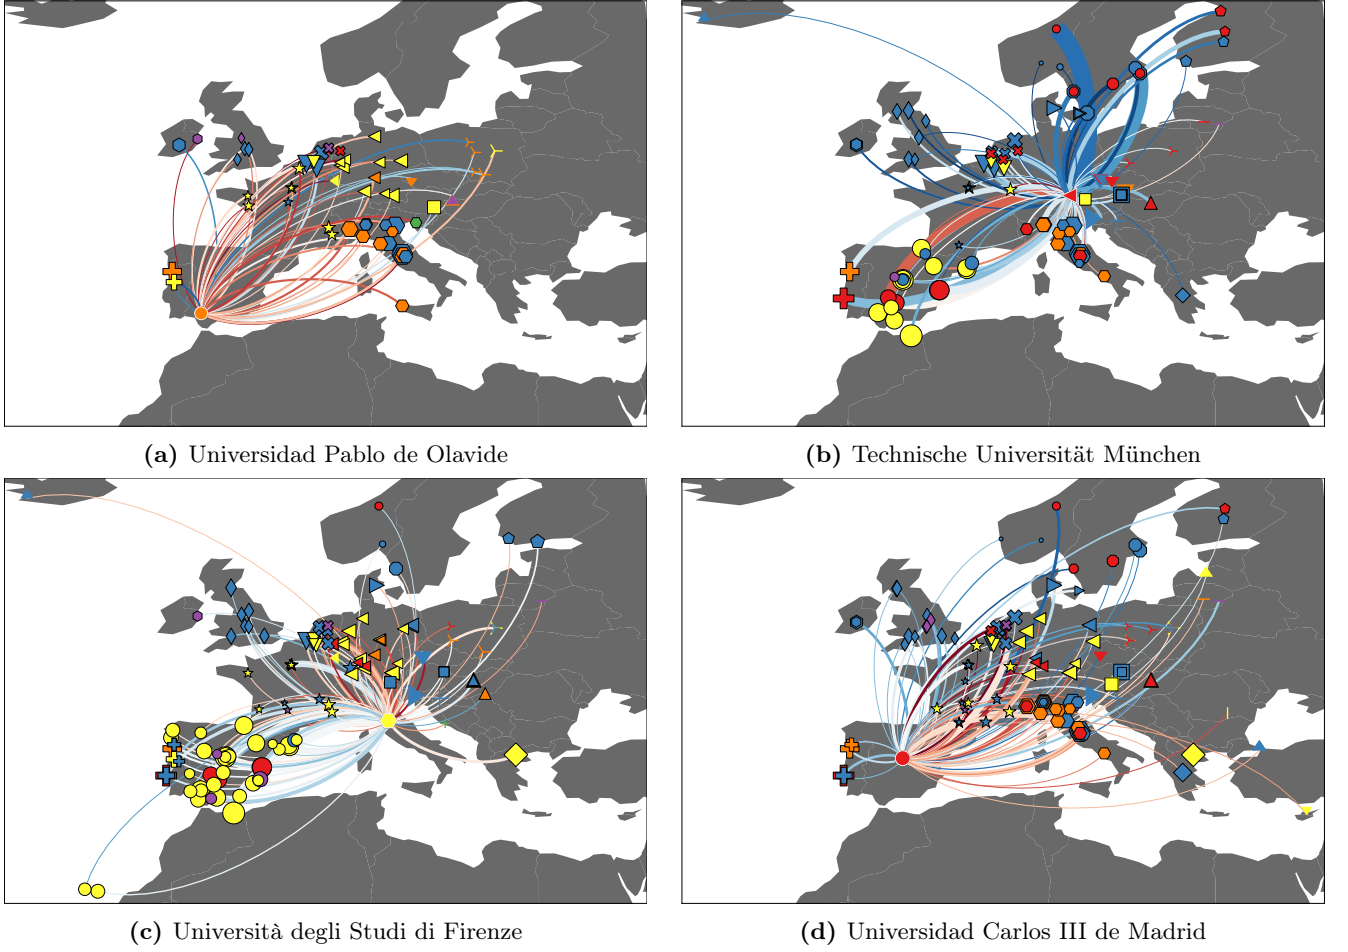 (a) Universidad Pablo de Olavide
(b) Technische Universität München
(c) Università degli Studi di Firenze
(d) Universidad Carlos III de Madrid